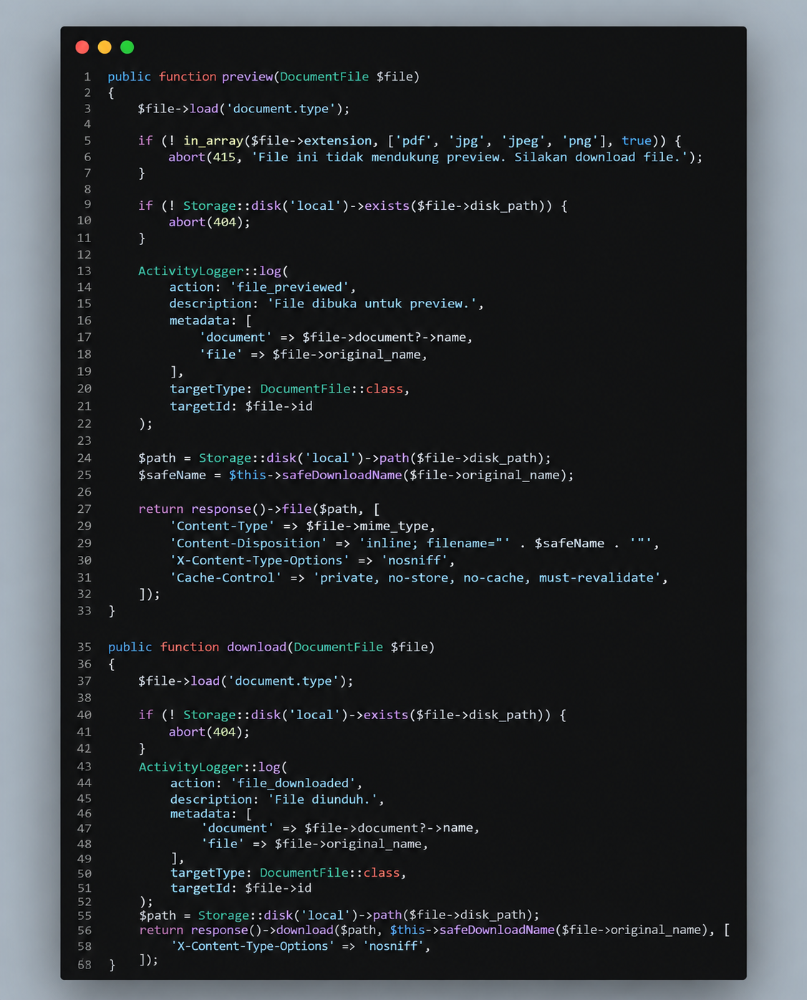 1 public function preview(DocumentFile $file)
2 {
3     $file->load('document.type');
4
5     if (! in_array($file->extension, ['pdf', 'jpg', 'jpeg', 'png'], true)) {
6         abort(415, 'File ini tidak mendukung preview. Silakan download file.');
7     }
8
9     if (! Storage::disk('local')->exists($file->disk_path)) {
10         abort(404);
11     }
12
13     ActivityLogger::log(
14         action: 'file_previewed',
15         description: 'File dibuka untuk preview.',
16         metadata: [
17             'document' => $file->document?->name,
18             'file' => $file->original_name,
19         ],
20         targetType: DocumentFile::class,
21         targetId: $file->id
22     );
23
24     $path = Storage::disk('local')->path($file->disk_path);
25     $safeName = $this->safeDownloadName($file->original_name);
26
27     return response()->file($path, [
29         'Content-Type' => $file->mime_type,
29         'Content-Disposition' => 'inline; filename="' . $safeName . '"',
30         'X-Content-Type-Options' => 'nosniff',
31         'Cache-Control' => 'private, no-store, no-cache, must-revalidate',
32     ]);
33 }
35 public function download(DocumentFile $file)
36 {
37     $file->load('document.type');
38
40     if (! Storage::disk('local')->exists($file->disk_path)) {
41         abort(404);
42     }
43     ActivityLogger::log(
44         action: 'file_downloaded',
45         description: 'File diunduh.',
46         metadata: [
47             'document' => $file->document?->name,
48             'file' => $file->original_name,
49         ],
50         targetType: DocumentFile::class,
51         targetId: $file->id
52     );
55     $path = Storage::disk('local')->path($file->disk_path);
56     return response()->download($path, $this->safeDownloadName($file->original_name), [
58         'X-Content-Type-Options' => 'nosniff',
    ]);
68 }